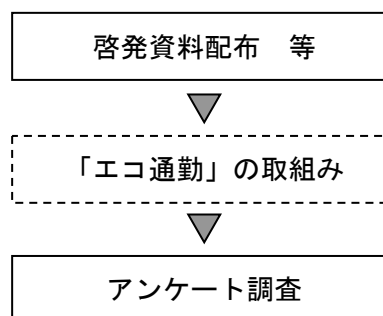 啓発資料配布　等
「エコ通勤」の取組み
アンケート調査